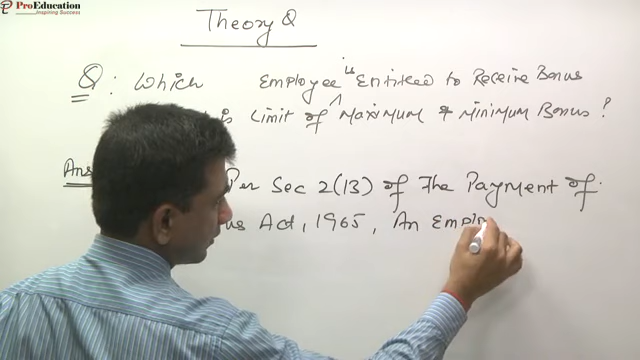 ProEducation
Inspiring Success
Theory Q
Q: Which Employee is Entitled to Receive Bonus
is Limit of Maximum & Minimum Bonus?
Ans
Per Sec 2(13) of The Payment of
Act, 1965, An Empl